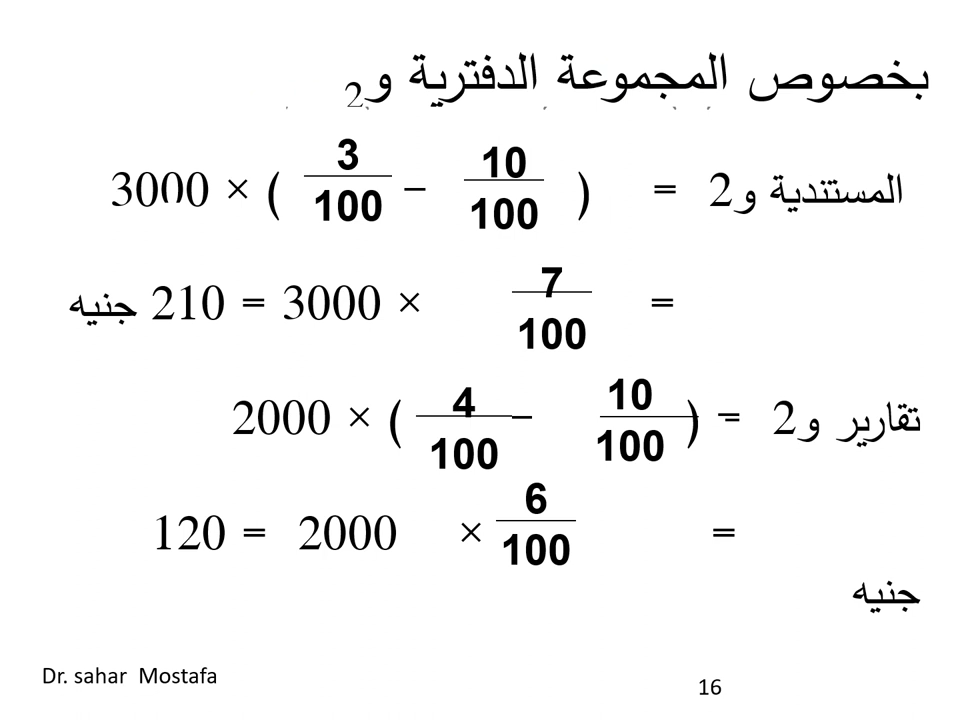 بخصوص المجموعة الدفترية و2
المستندية و2 = ( 10/100 – 3/100 ) × 3000
= 7/100 × 3000 = 210 جنيه
تقارير و2 = ( 10/100 – 4/100 ) × 2000
= 6/100 × 2000 = 120
جنيه
Dr. sahar Mostafa
16